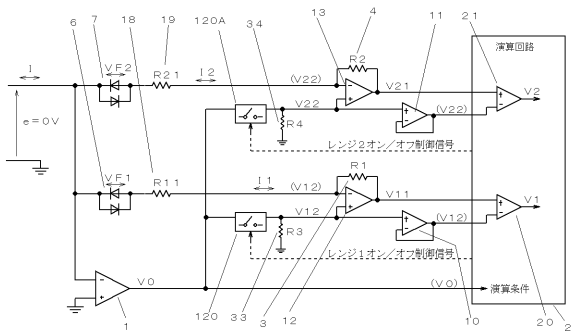 6 7 18 19 120A 34 13 4 11 21
演算回路
I
VF2
R21
I2
(V22)
R2
V21
V22
(V22)
V2
R4
e=0V
レンジ2オン/オフ制御信号
VF1
R11
I1
(V12)
R1
V11
V12
(V12)
V1
R3
レンジ1オン/オフ制御信号
V0
(V0)
演算条件
1 120 33 3 12 10 20 2